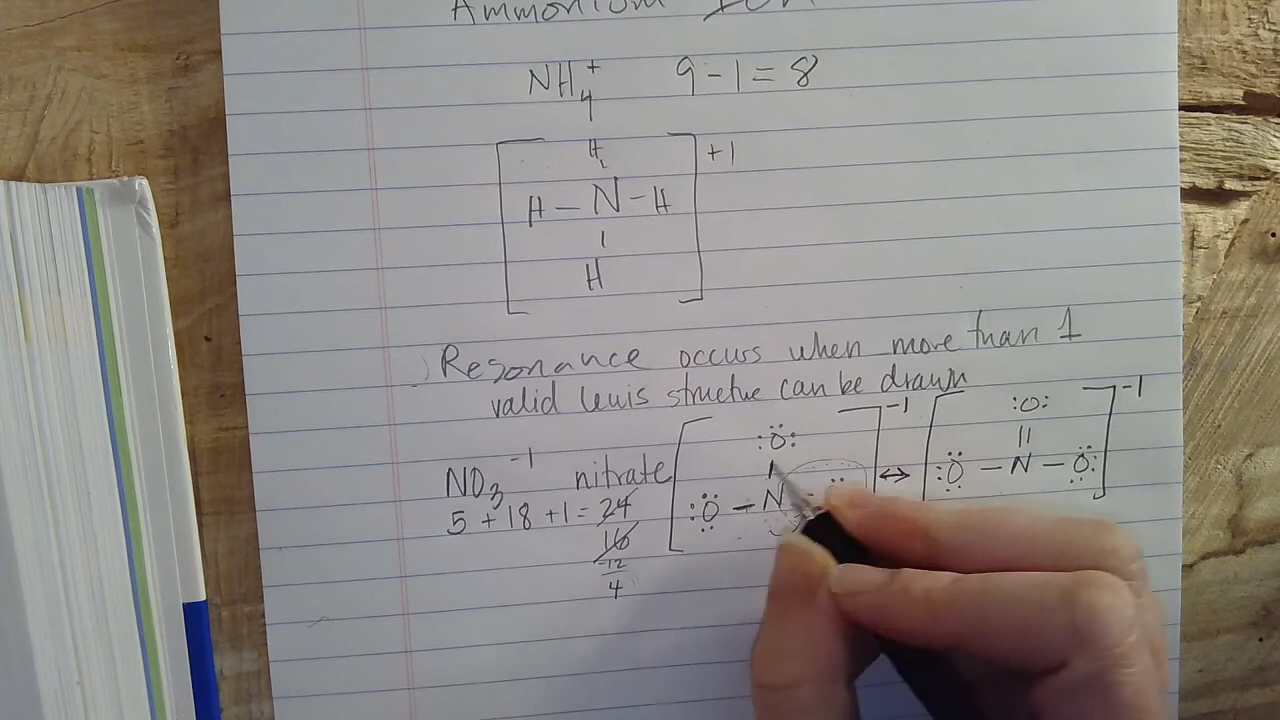 Ammonium Ion
NH4+ 9 - 1 = 8
H
H - N - H
H
+1
Resonance occurs when more than 1
valid lewis structue can be drawn
NO3 -1 nitrate
5 + 18 + 1 = 24
16
-12
4
:O:
:O - N
-1
↔
:O:
:O - N - O:
-1